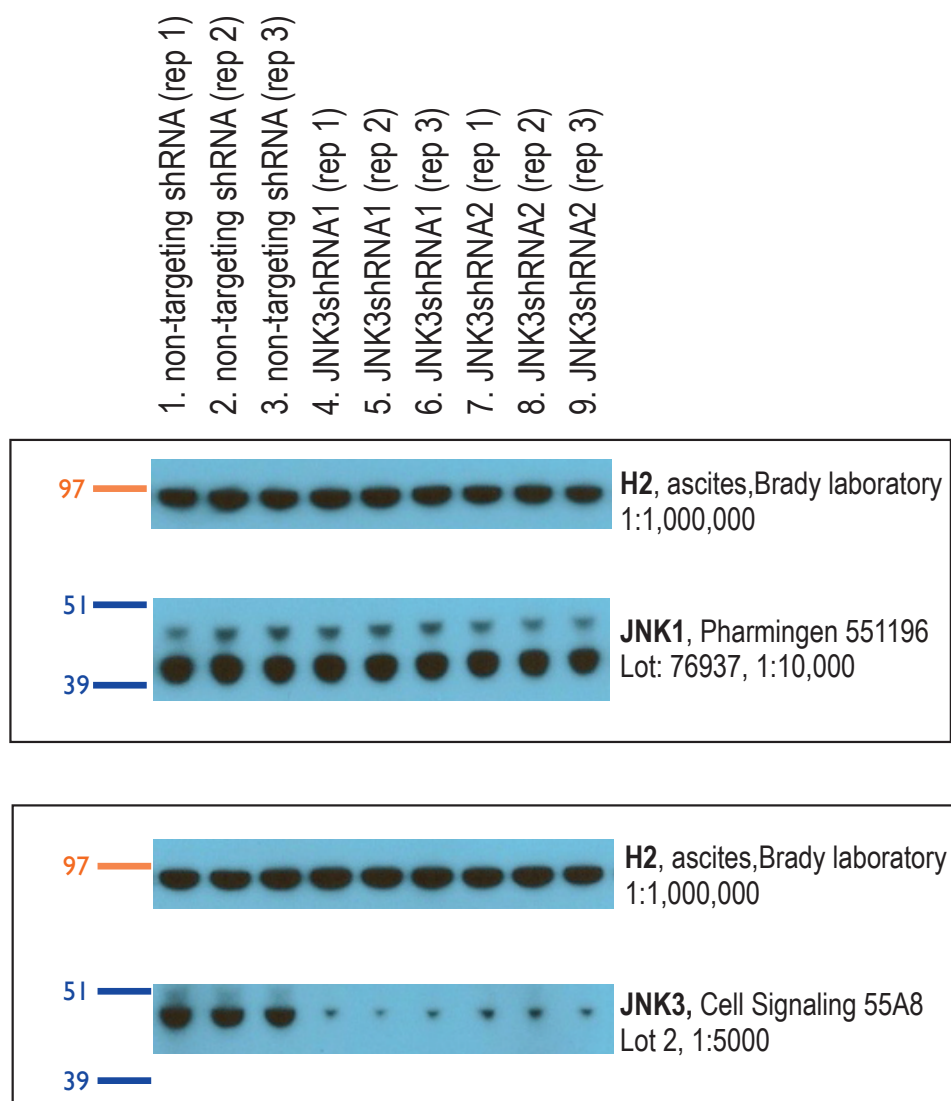 1. non-targeting shRNA (rep 1)
2. non-targeting shRNA (rep 2)
3. non-targeting shRNA (rep 3)
4. JNK3shRNA1 (rep 1)
5. JNK3shRNA1 (rep 2)
6. JNK3shRNA1 (rep 3)
7. JNK3shRNA2 (rep 1)
8. JNK3shRNA2 (rep 2)
9. JNK3shRNA2 (rep 3)
97
H2, ascites,Brady laboratory
1:1,000,000
51
JNK1, Pharmingen 551196
Lot: 76937, 1:10,000
39
97
H2, ascites,Brady laboratory
1:1,000,000
51
JNK3, Cell Signaling 55A8
Lot 2, 1:5000
39